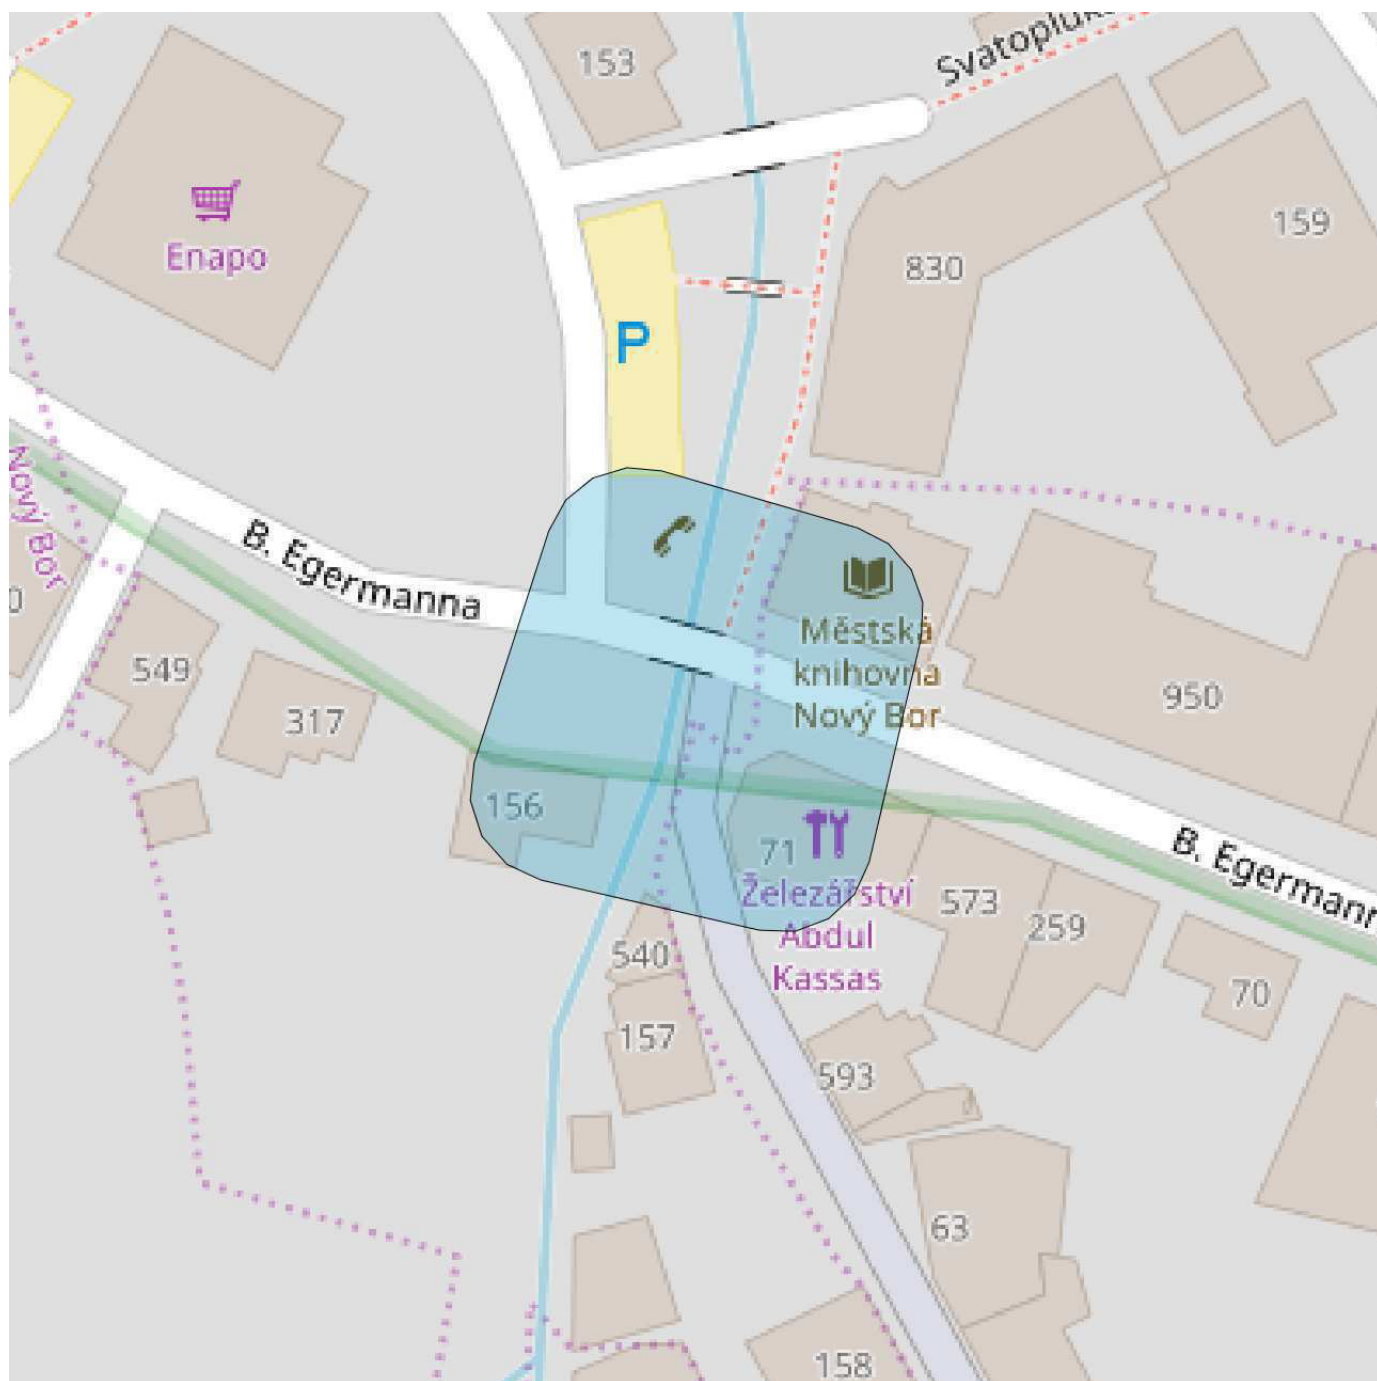 153
Svatopluk
159
830
Enapo
P
Nový Bor
B. Egermanna
Městská
knihovna
Nový Bor
0
549
317
950
156
71
Železářství
Abdul
Kassas
B. Egermann
573
259
540
70
157
593
63
158